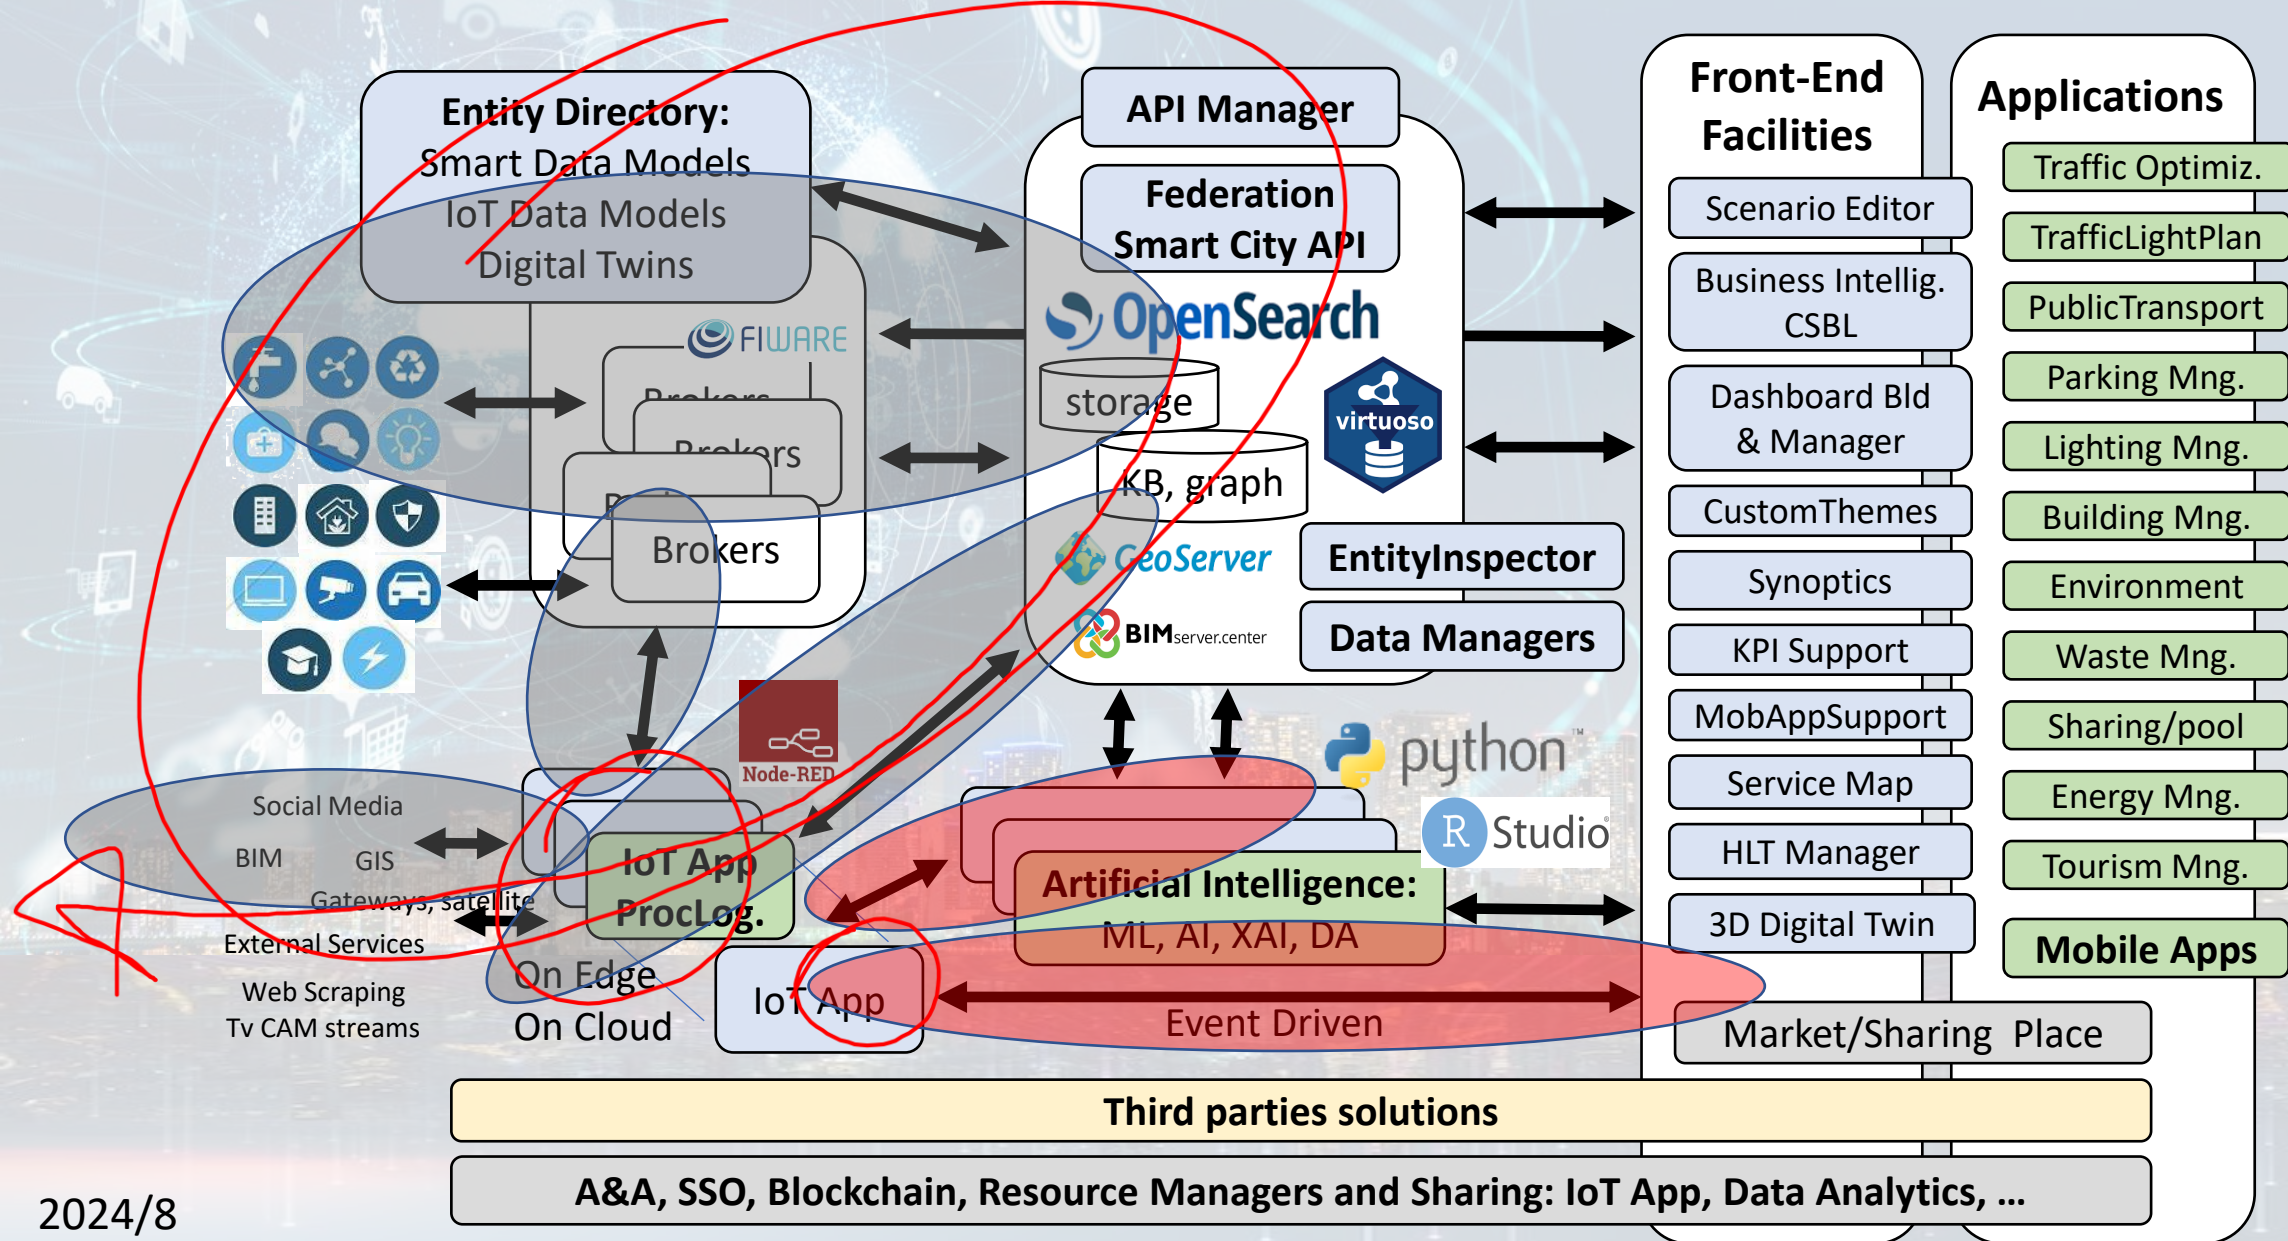 Entity Directory:
Smart Data Models
IoT Data Models
Digital Twins
FIWARE
Brokers
Brokers
Brokers
API Manager
Federation
Smart City API
OpenSearch
storage
KB, graph
virtuoso
GeoServer
BIMserver.center
EntityInspector
Data Managers
Node-RED
Social Media
BIM
GIS
Gateways, satellite
External Services
Web Scraping
Tv CAM streams
IoT App
ProcLog.
On Edge
On Cloud
IoT App
python™
R Studio
Artificial Intelligence:
ML, AI, XAI, DA
Event Driven
Front-End
Facilities
Scenario Editor
Business Intellig.
CSBL
Dashboard Bld
& Manager
CustomThemes
Synoptics
KPI Support
MobAppSupport
Service Map
HLT Manager
3D Digital Twin
Applications
Traffic Optimiz.
TrafficLightPlan
PublicTransport
Parking Mng.
Lighting Mng.
Building Mng.
Environment
Waste Mng.
Sharing/pool
Energy Mng.
Tourism Mng.
Mobile Apps
Market/Sharing Place
Third parties solutions
A&A, SSO, Blockchain, Resource Managers and Sharing: IoT App, Data Analytics, ...
2024/8